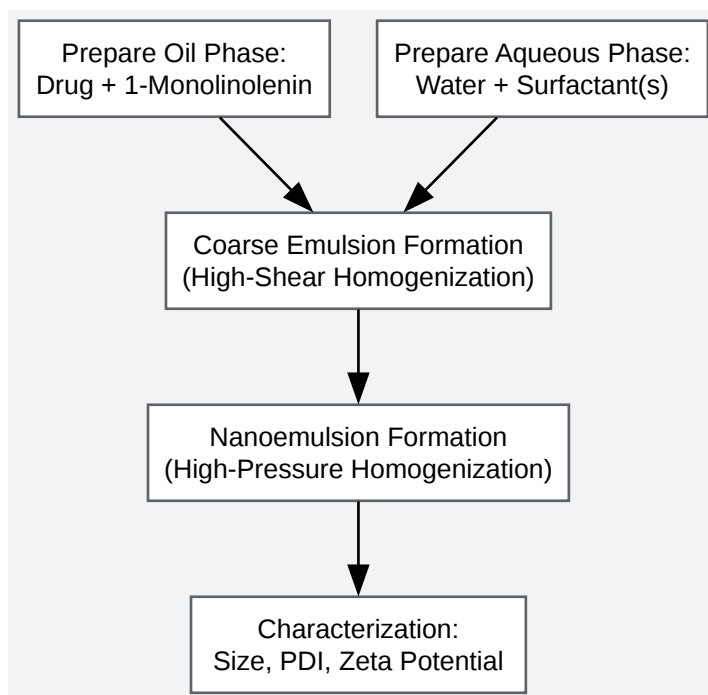 Prepare Oil Phase:
Drug + 1-Monolinolenin
Prepare Aqueous Phase:
Water + Surfactant(s)
Coarse Emulsion Formation
(High-Shear Homogenization)
Nanoemulsion Formation
(High-Pressure Homogenization)
Characterization:
Size, PDI, Zeta Potential